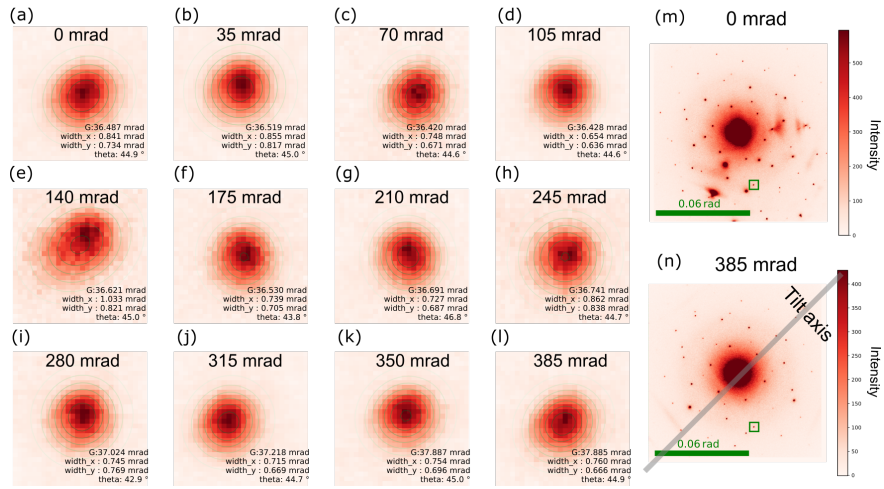 (a)
0 mrad
G:36.487 mrad
width_x : 0.841 mrad
width_y : 0.734 mrad
theta: 44.9 °
(b)
35 mrad
G:36.519 mrad
width_x : 0.855 mrad
width_y : 0.817 mrad
theta: 45.0 °
(c)
70 mrad
G:36.420 mrad
width_x : 0.748 mrad
width_y : 0.671 mrad
theta: 44.6 °
(d)
105 mrad
G:36.428 mrad
width_x : 0.654 mrad
width_y : 0.636 mrad
theta: 44.6 °
(e)
140 mrad
G:36.621 mrad
width_x : 1.033 mrad
width_y : 0.821 mrad
theta: 45.0 °
(f)
175 mrad
G:36.530 mrad
width_x : 0.739 mrad
width_y : 0.705 mrad
theta: 43.8 °
(g)
210 mrad
G:36.691 mrad
width_x : 0.727 mrad
width_y : 0.687 mrad
theta: 46.8 °
(h)
245 mrad
G:36.741 mrad
width_x : 0.862 mrad
width_y : 0.838 mrad
theta: 44.7 °
(i)
280 mrad
G:37.024 mrad
width_x : 0.745 mrad
width_y : 0.769 mrad
theta: 42.9 °
(j)
315 mrad
G:37.218 mrad
width_x : 0.715 mrad
width_y : 0.669 mrad
theta: 44.7 °
(k)
350 mrad
G:37.887 mrad
width_x : 0.754 mrad
width_y : 0.696 mrad
theta: 45.0 °
(l)
385 mrad
G:37.885 mrad
width_x : 0.760 mrad
width_y : 0.666 mrad
theta: 44.9 °
(m)
0 mrad
0.06 rad
500
400
300
200
100
0
Intensity
(n)
385 mrad
Tilt axis
0.06 rad
400
350
300
250
200
150
100
50
0
Intensity